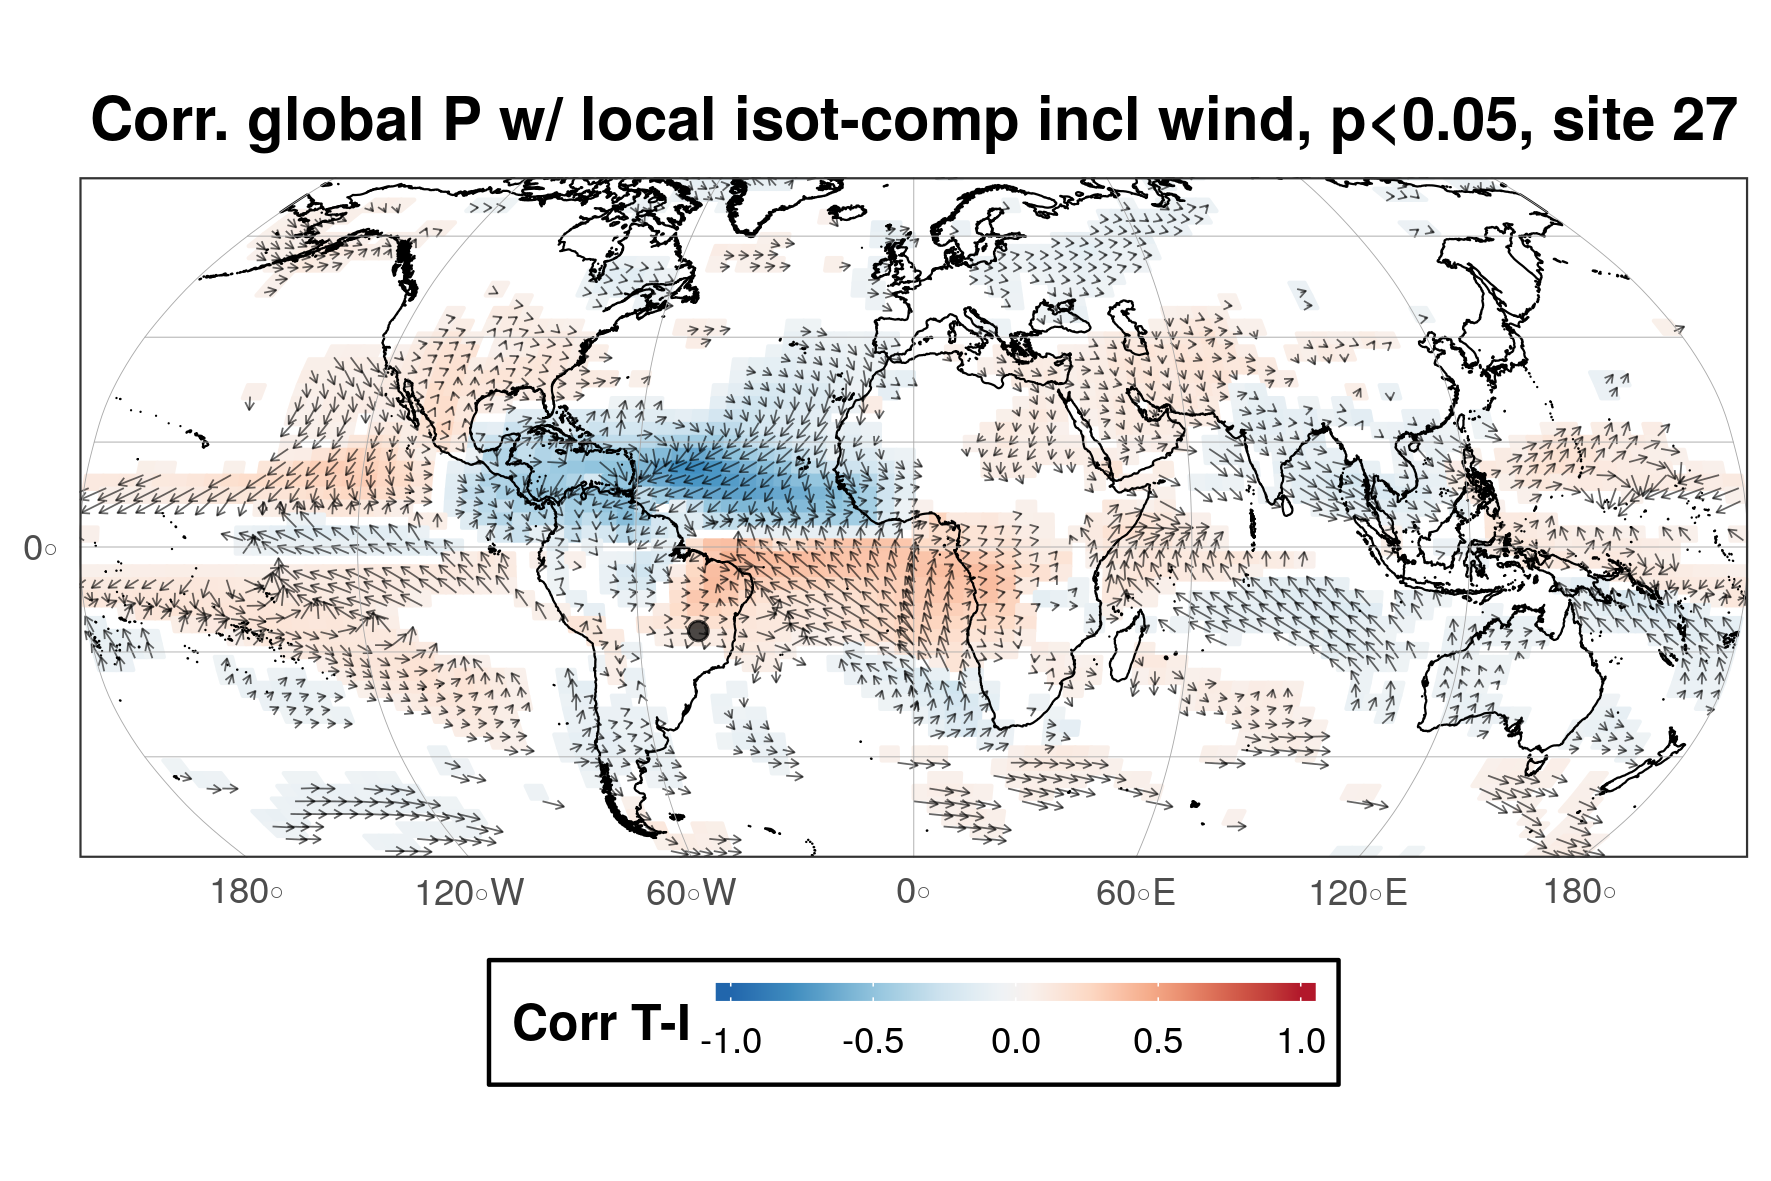 Corr. global P w/ local isot-comp incl wind, p<0.05, site 27
0○
180○ 120○W 60○W 0○ 60○E 120○E 180○
Corr T-I
-1.0 -0.5 0.0 0.5 1.0